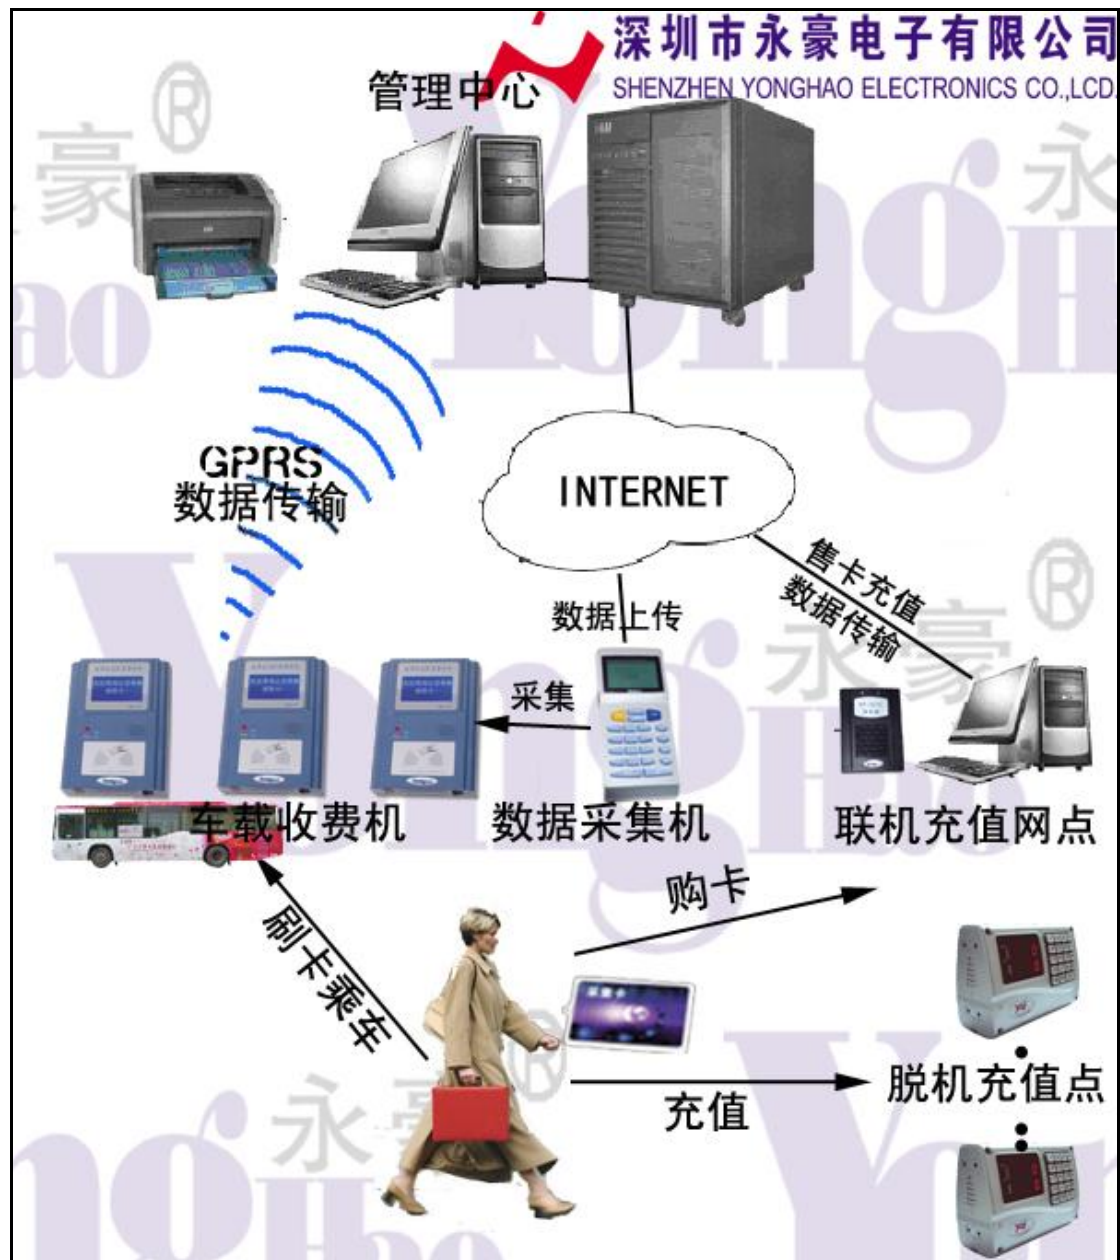 深圳市永豪电子有限公司
SHENZHEN YONGHAO ELECTRONICS CO.,LCD.
管理中心
GPRS
数据传输
INTERNET
售卡充值
数据传输
数据上传
采集
车载收费机
数据采集机
联机充值网点
购卡
刷卡乘车
充值
脱机充值点
永豪
YongHao
®